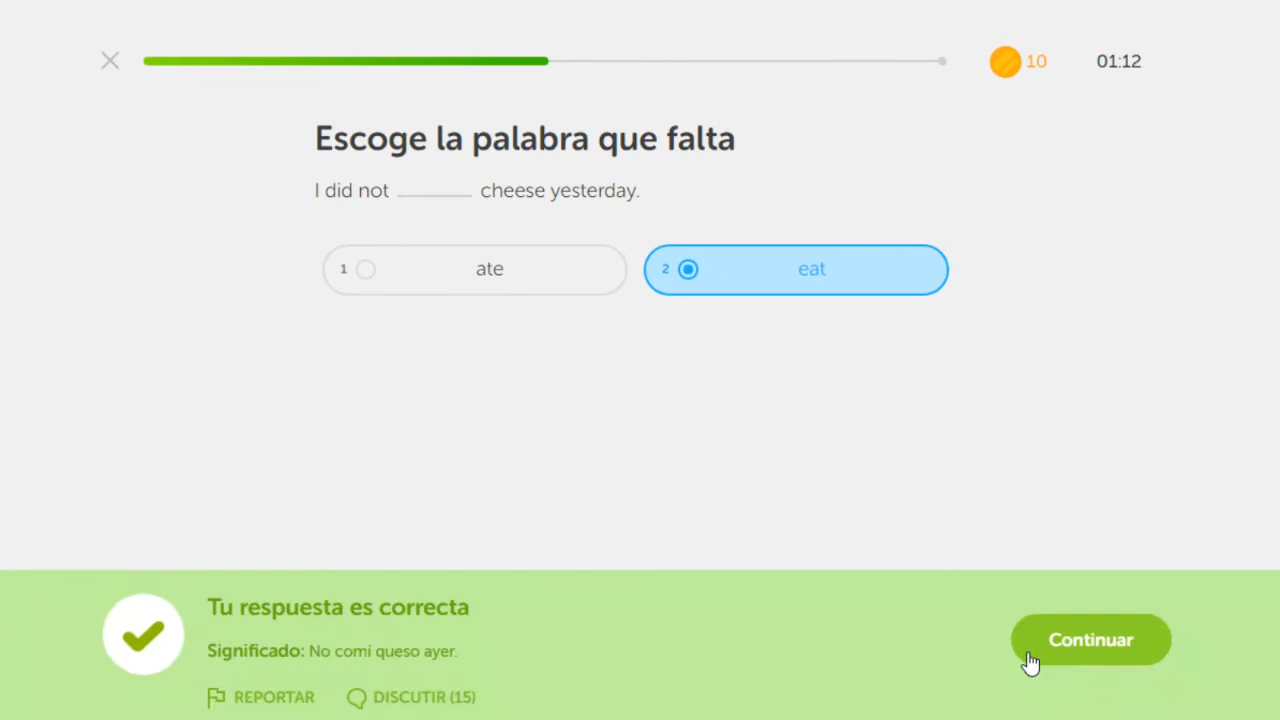 10 01:12
Escoge la palabra que falta
I did not ______ cheese yesterday.
1 ate 2 eat
Tu respuesta es correcta
Significado: No comí queso ayer.
Continuar
REPORTAR DISCUTIR (15)